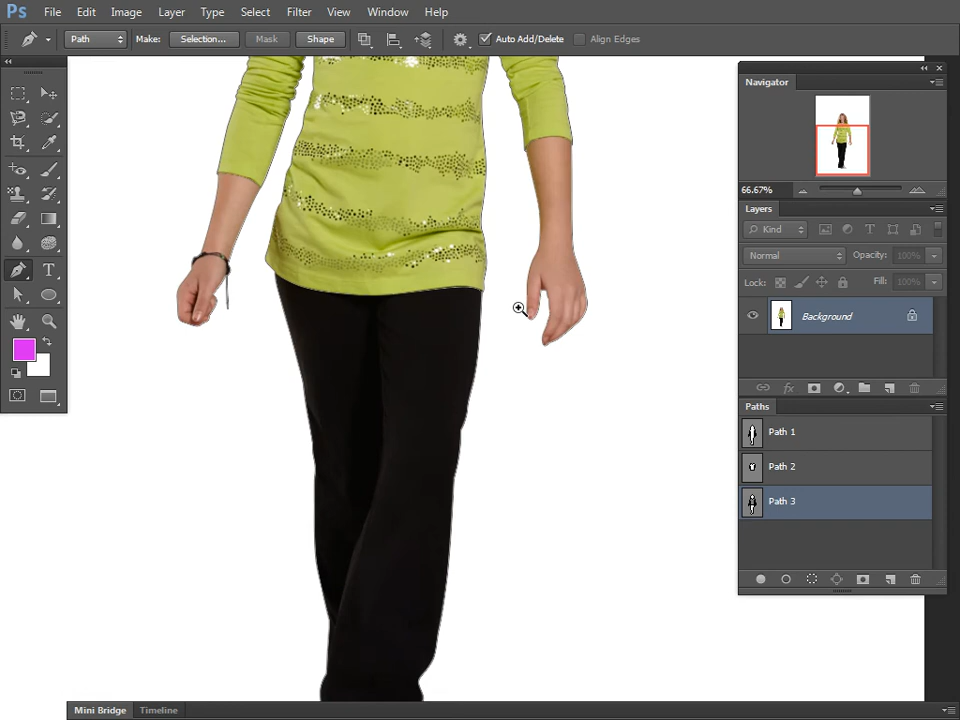 Ps File Edit Image Layer Type Select Filter View Window Help
Path Make: Selection... Mask Shape Auto Add/Delete Align Edges
Navigator
66.67%
Layers
Kind
Normal Opacity: 100%
Lock: Fill: 100%
Background
fx
Paths
Path 1
Path 2
Path 3
Mini Bridge Timeline